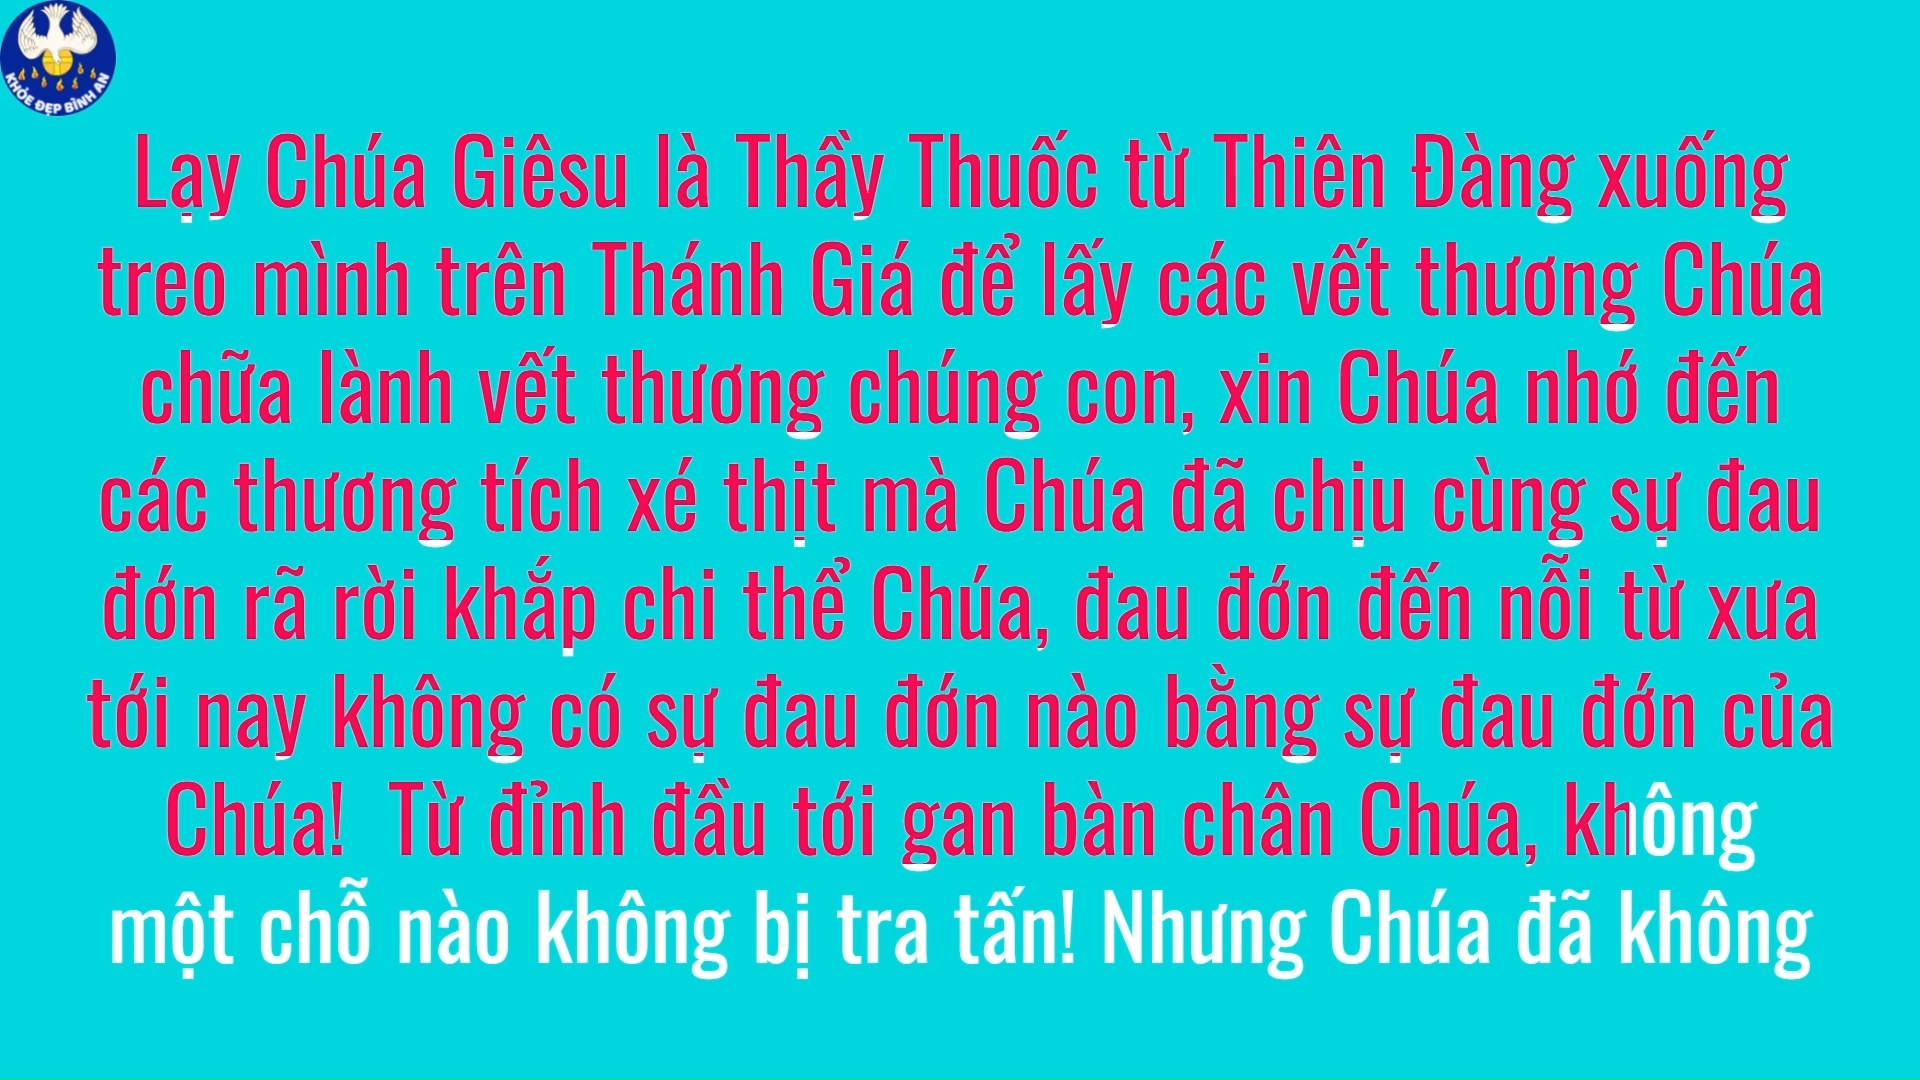 KHỎE ĐẸP BÌNH AN
Lạy Chúa Giêsu là Thầy Thuốc từ Thiên Đàng xuống
treo mình trên Thánh Giá để lấy các vết thương Chúa
chữa lành vết thương chúng con, xin Chúa nhớ đến
các thương tích xé thịt mà Chúa đã chịu cùng sự đau
đớn rã rời khắp chi thể Chúa, đau đớn đến nỗi từ xưa
tới nay không có sự đau đớn nào bằng sự đau đớn của
Chúa!  Từ đỉnh đầu tới gan bàn chân Chúa, không
một chỗ nào không bị tra tấn! Nhưng Chúa đã không